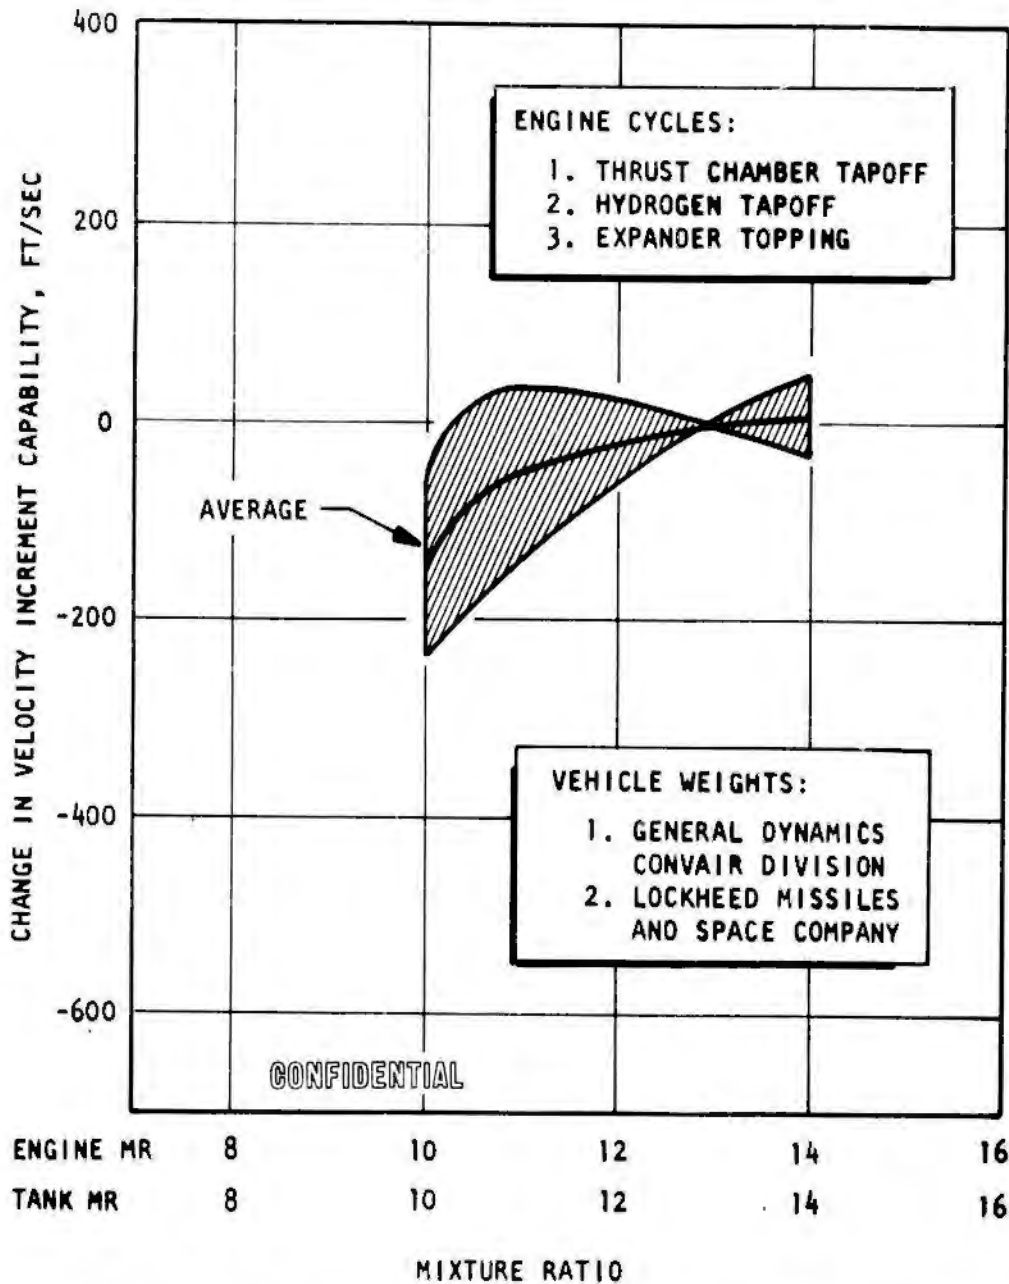 400
200
0
-200
-400
-600
CHANGE IN VELOCITY INCREMENT CAPABILITY, FT/SEC
ENGINE CYCLES:
1. THRUST CHAMBER TAPOFF
2. HYDROGEN TAPOFF
3. EXPANDER TOPPING
AVERAGE
VEHICLE WEIGHTS:
1. GENERAL DYNAMICS
CONVAIR DIVISION
2. LOCKHEED MISSILES
AND SPACE COMPANY
CONFIDENTIAL
ENGINE MR 8 10 12 14 16
TANK MR 8 10 12 14 16
MIXTURE RATIO